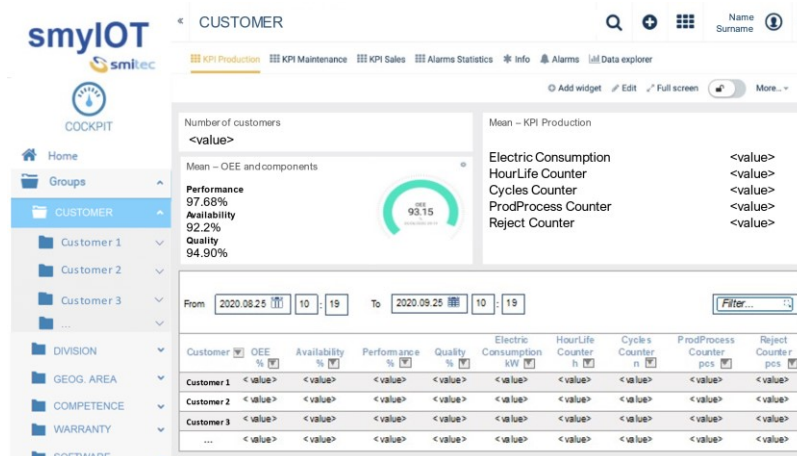 smyIOT
smitec
COCKPIT
Home
Groups
CUSTOMER
Customer 1
Customer 2
Customer 3
...
DIVISION
GEOG. AREA
COMPETENCE
WARRANTY
SOFTWARE
« CUSTOMER
Name
Surname
KPI Production KPI Maintenance KPI Sales Alarms Statistics Info Alarms Data explorer
Add widget Edit Full screen More...
Number of customers
<value>
Mean – OEE and components
Performance
97.68%
Availability
92.2%
Quality
94.90%
OEE
93.15
Mean – KPI Production
Electric Consumption <value>
HourLife Counter <value>
Cycles Counter <value>
ProdProcess Counter <value>
Reject Counter <value>
From 2020.08.25 10 : 19 To 2020.09.25 10 : 19 Filter...
Customer OEE % Availability % Performance % Quality % Electric Consumption kW HourLife Counter h Cycles Counter n ProdProcess Counter pcs Reject Counter pcs
Customer 1 <value> <value> <value> <value> <value> <value> <value> <value> <value>
Customer 2 <value> <value> <value> <value> <value> <value> <value> <value> <value>
Customer 3 <value> <value> <value> <value> <value> <value> <value> <value> <value>
... <value> <value> <value> <value> <value> <value> <value> <value> <value>